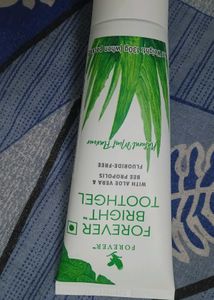 FOREVER
FOREVER
BRIGHT™
TOOTHGEL
WITH ALOE VERA &
BEE PROPOLIS
FLUORIDE-FREE
Natural Mint Flavour